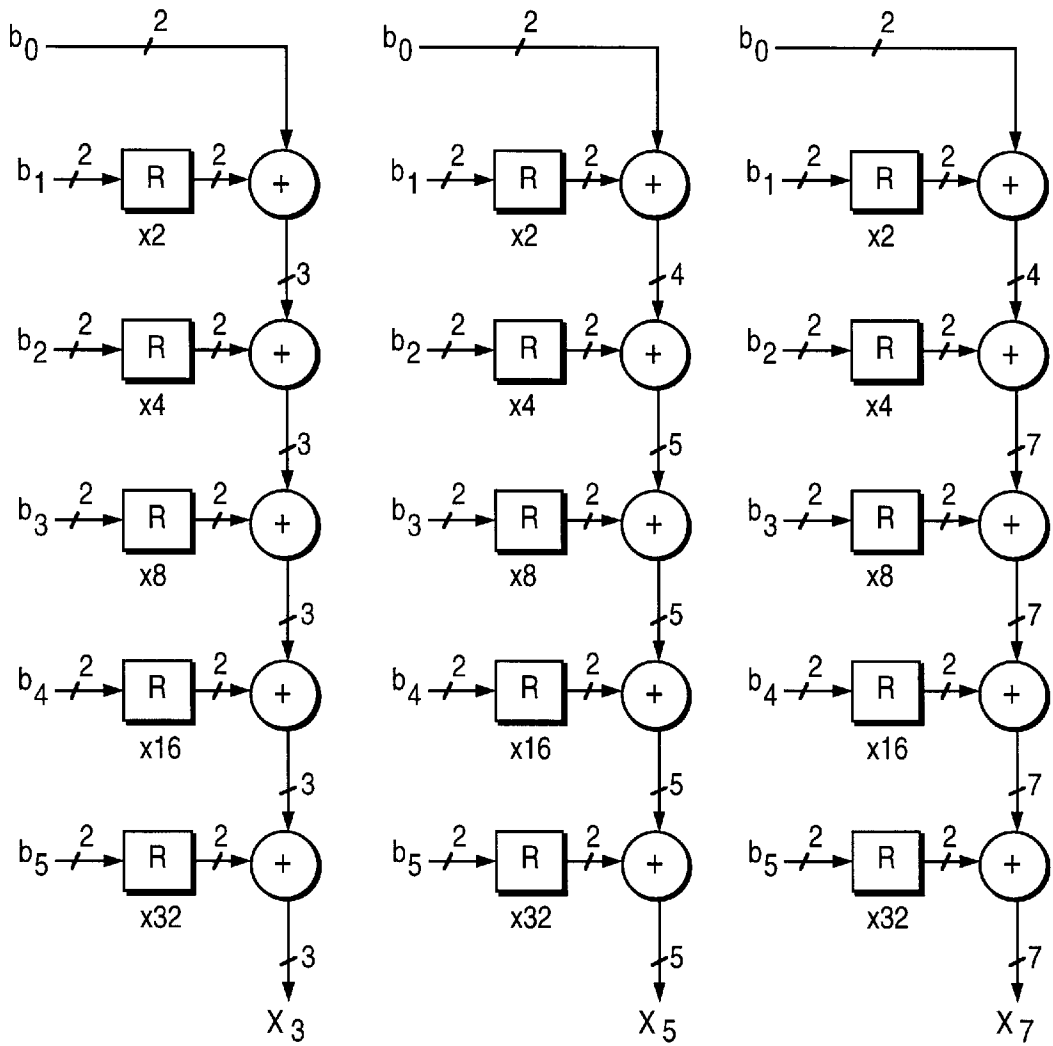 2 2 2
b0 b0 b0
b1 2 R 2 + b1 2 R 2 + b1 2 R 2 +
x2 x2 x2
3 4 4
b2 2 R 2 + b2 2 R 2 + b2 2 R 2 +
x4 x4 x4
3 5 7
b3 2 R 2 + b3 2 R 2 + b3 2 R 2 +
x8 x8 x8
3 5 7
b4 2 R 2 + b4 2 R 2 + b4 2 R 2 +
x16 x16 x16
3 5 7
b5 2 R 2 + b5 2 R 2 + b5 2 R 2 +
x32 x32 x32
3 5 7
X3 X5 X7